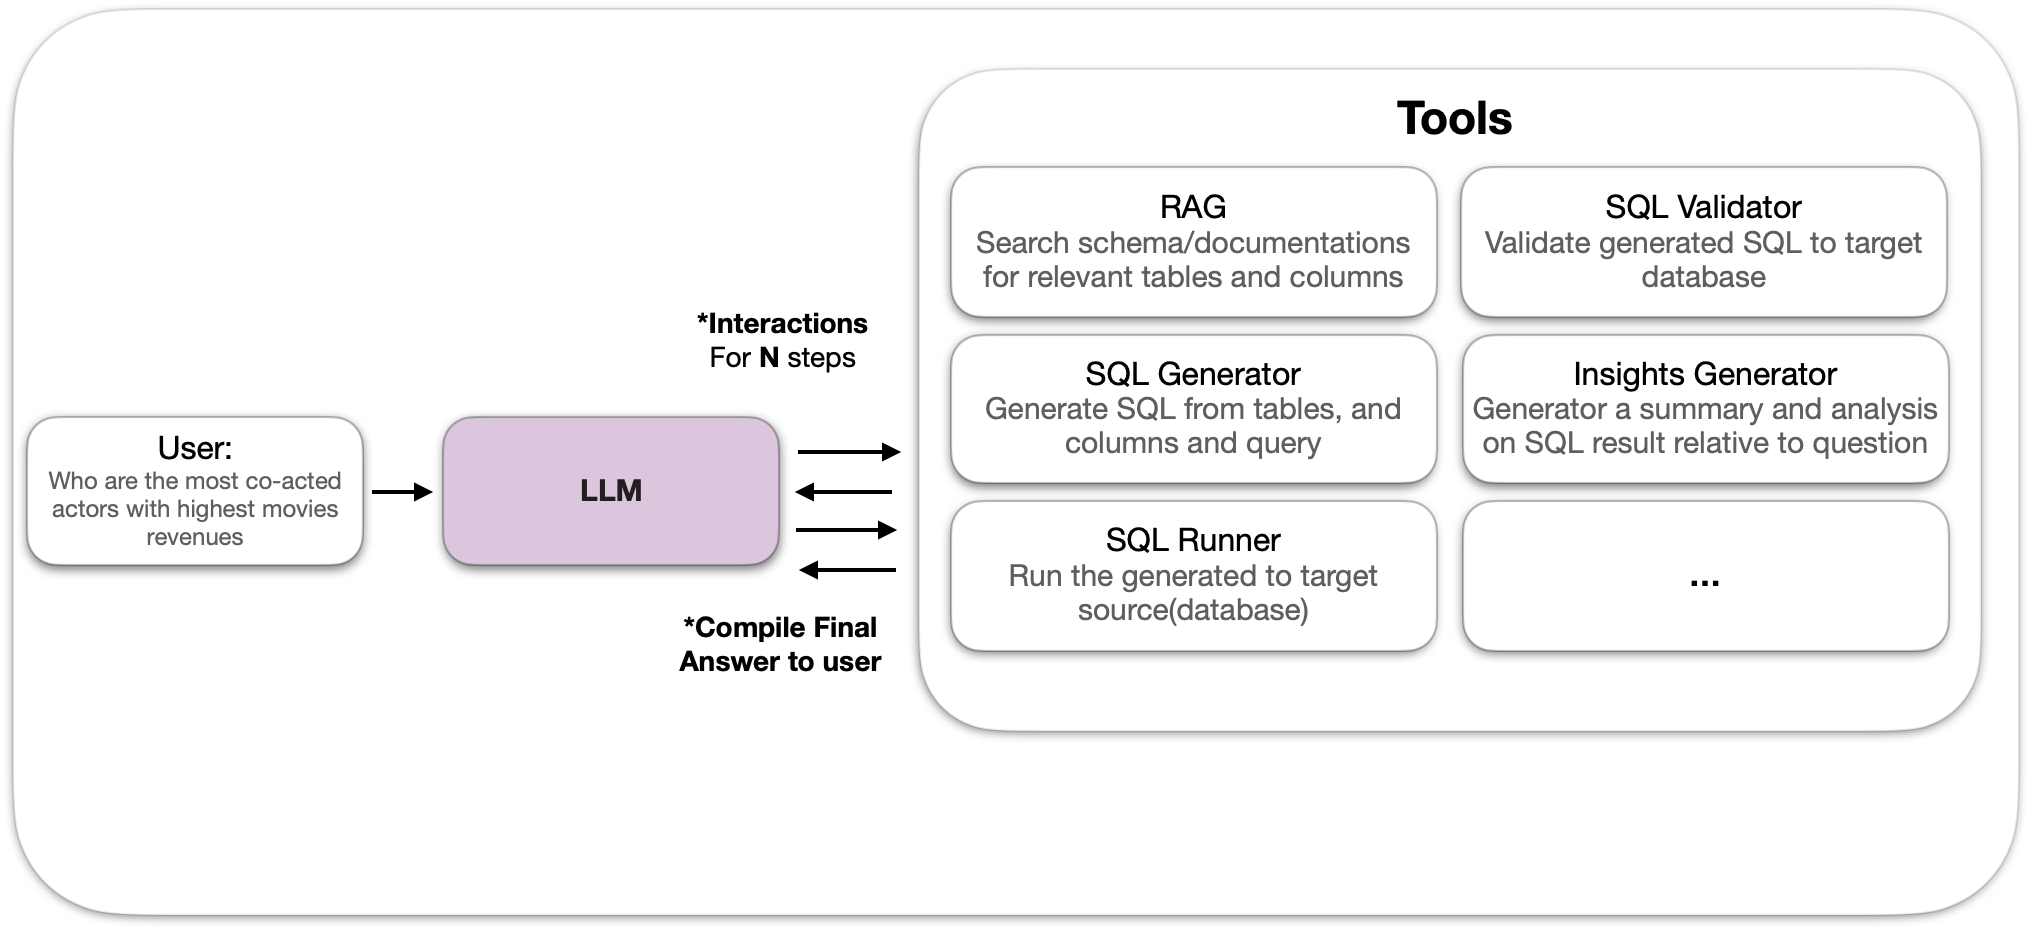 Tools
RAG
Search schema/documentations
for relevant tables and columns
SQL Validator
Validate generated SQL to target
database
*Interactions
For N steps
SQL Generator
Generate SQL from tables, and
columns and query
Insights Generator
Generator a summary and analysis
on SQL result relative to question
User:
Who are the most co-acted
actors with highest movies
revenues
LLM
SQL Runner
Run the generated to target
source(database)
...
*Compile Final
Answer to user